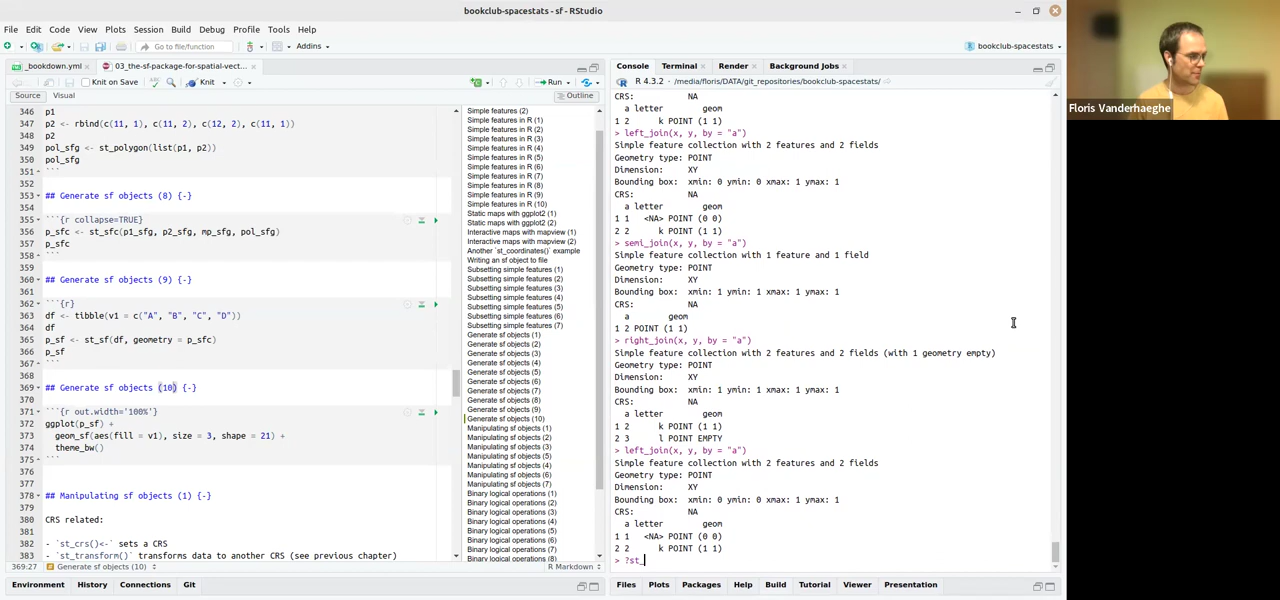 bookclub-spacestats - sf - RStudio
File Edit Code View Plots Session Build Debug Profile Tools Help
Go to file/function Addins bookclub-spacestats
_bookdown.yml 03_the-sf-package-for-spatial-vect...
Knit on Save Knit Run
Source Visual Outline
346 p1
347 p2 <- rbind(c(11, 1), c(11, 2), c(12, 2), c(11, 1))
348 p2
349 pol_sfg <- st_polygon(list(p1, p2))
350 pol_sfg
351 ```
352
353 ## Generate sf objects (8) {-}
354
355 ```{r collapse=TRUE}
356 p_sfc <- st_sfc(p1_sfg, p2_sfg, mp_sfg, pol_sfg)
357 p_sfc
358 ```
359
360 ## Generate sf objects (9) {-}
361
362 ```{r}
363 df <- tibble(v1 = c("A", "B", "C", "D"))
364 df
365 p_sf <- st_sf(df, geometry = p_sfc)
366 p_sf
367 ```
368
369 ## Generate sf objects (10) {-}
370
371 ```{r out.width='100%'}
372 ggplot(p_sf) +
373 geom_sf(aes(fill = v1), size = 3, shape = 21) +
374 theme_bw()
375 ```
376
377
378 ## Manipulating sf objects (1) {-}
379
380 CRS related:
381
382 - `st_crs()<-` sets a CRS
383 - `st_transform()` transforms data to another CRS (see previous chapter)
369:27 Generate sf objects (10) R Markdown
Simple features (2)
Simple features in R (1)
Simple features in R (2)
Simple features in R (3)
Simple features in R (4)
Simple features in R (5)
Simple features in R (6)
Simple features in R (7)
Simple features in R (8)
Simple features in R (9)
Simple features in R (10)
Static maps with ggplot2 (1)
Static maps with ggplot2 (2)
Interactive maps with mapview (1)
Interactive maps with mapview (2)
Another `st_coordinates()` example
Writing an sf object to file
Subsetting simple features (1)
Subsetting simple features (2)
Subsetting simple features (3)
Subsetting simple features (4)
Subsetting simple features (5)
Subsetting simple features (6)
Subsetting simple features (7)
Generate sf objects (1)
Generate sf objects (2)
Generate sf objects (3)
Generate sf objects (4)
Generate sf objects (5)
Generate sf objects (6)
Generate sf objects (7)
Generate sf objects (8)
Generate sf objects (9)
Generate sf objects (10)
Manipulating sf objects (1)
Manipulating sf objects (2)
Manipulating sf objects (3)
Manipulating sf objects (4)
Manipulating sf objects (5)
Manipulating sf objects (6)
Manipulating sf objects (7)
Binary logical operations (1)
Binary logical operations (2)
Binary logical operations (3)
Binary logical operations (4)
Binary logical operations (5)
Binary logical operations (6)
Binary logical operations (7)
Binary logical operations (8)
Environment History Connections Git Tutorial
Console Terminal Render Background Jobs
R 4.3.2 · /media/floris/DATA/git_repositories/bookclub-spacestats/
CRS: NA
a letter geom
1 2 k POINT (1 1)
> left_join(x, y, by = "a")
Simple feature collection with 2 features and 2 fields
Geometry type: POINT
Dimension: XY
Bounding box: xmin: 0 ymin: 0 xmax: 1 ymax: 1
CRS: NA
a letter geom
1 1 <NA> POINT (0 0)
2 2 k POINT (1 1)
> semi_join(x, y, by = "a")
Simple feature collection with 1 feature and 1 field
Geometry type: POINT
Dimension: XY
Bounding box: xmin: 1 ymin: 1 xmax: 1 ymax: 1
CRS: NA
a geom
1 2 POINT (1 1)
> right_join(x, y, by = "a")
Simple feature collection with 2 features and 2 fields (with 1 geometry empty)
Geometry type: POINT
Dimension: XY
Bounding box: xmin: 1 ymin: 1 xmax: 1 ymax: 1
CRS: NA
a letter geom
1 2 k POINT (1 1)
2 3 l POINT EMPTY
> left_join(x, y, by = "a")
Simple feature collection with 2 features and 2 fields
Geometry type: POINT
Dimension: XY
Bounding box: xmin: 0 ymin: 0 xmax: 1 ymax: 1
CRS: NA
a letter geom
1 1 <NA> POINT (0 0)
2 2 k POINT (1 1)
> ?st_
Files Plots Packages Help Build Tutorial Viewer Presentation
Floris Vanderhaeghe